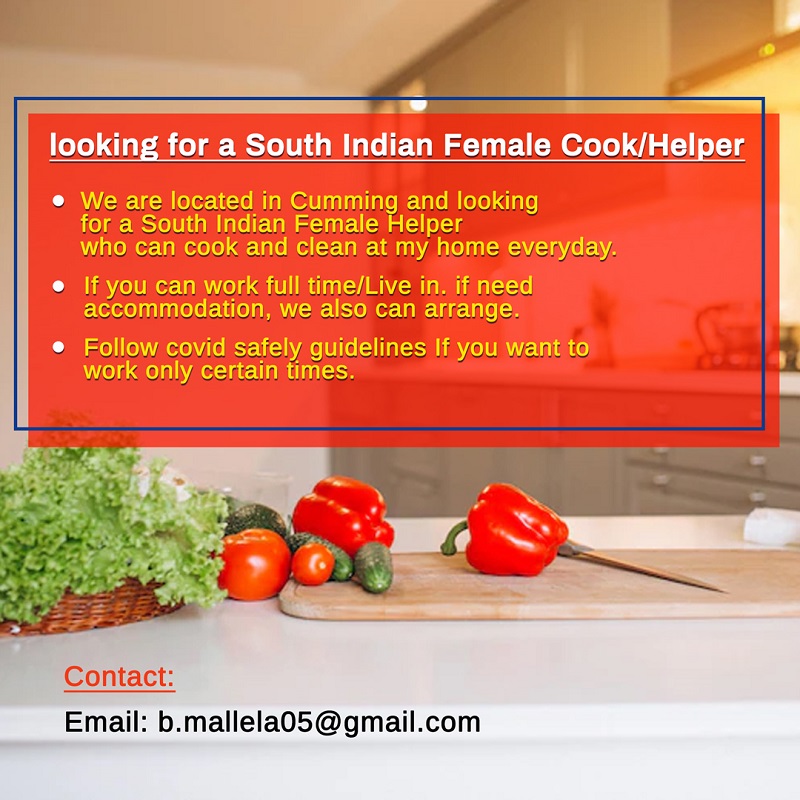 looking for a South Indian Female Cook/Helper
• We are located in Cumming and looking
for a South Indian Female Helper
who can cook and clean at my home everyday.
• If you can work full time/Live in. if need
accommodation, we also can arrange.
• Follow covid safely guidelines If you want to
work only certain times.
Contact:
Email: b.mallela05@gmail.com